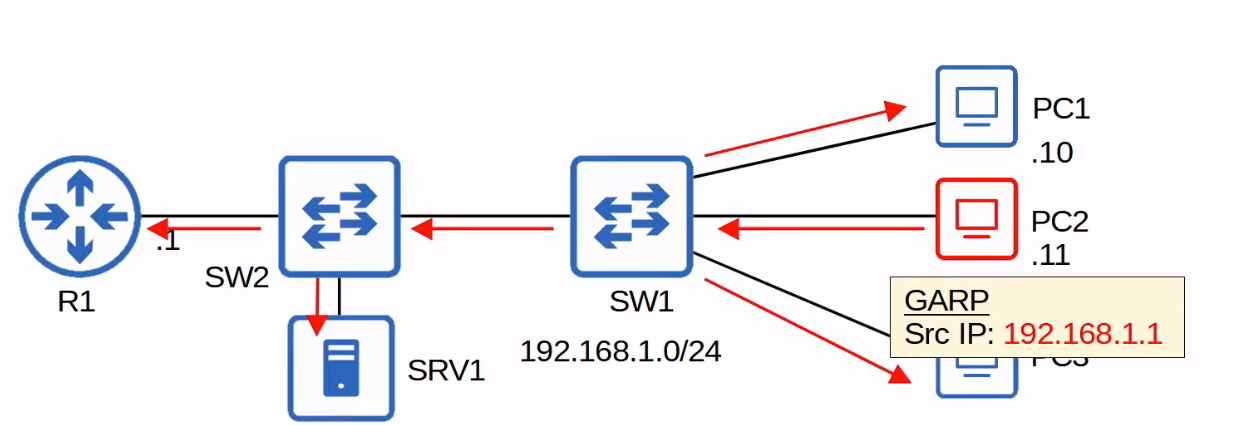 PC1
.10
PC2
.11
.1
SW2
R1
SW1
GARP
Src IP: 192.168.1.1
192.168.1.0/24
SRV1